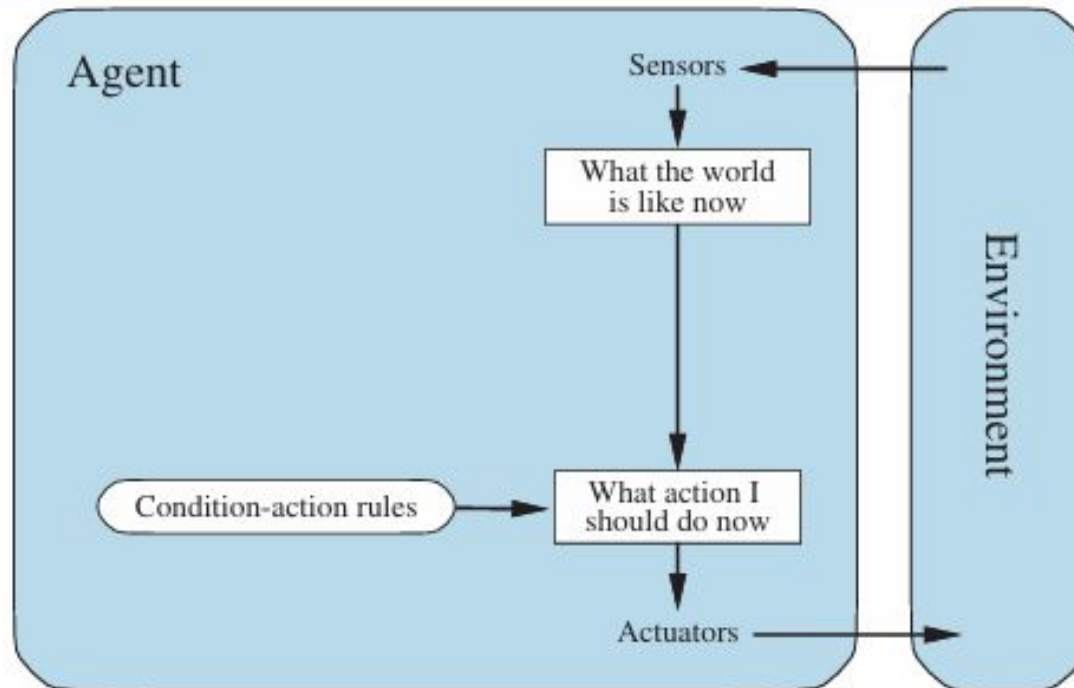 Agent
Sensors
What the world
is like now
Environment
Condition-action rules
What action I
should do now
Actuators